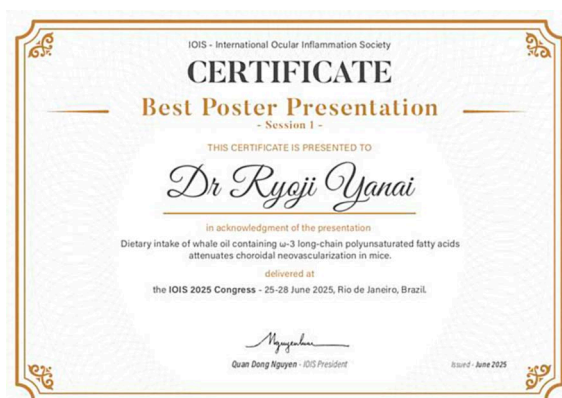 IOIS - International Ocular Inflammation Society
CERTIFICATE
Best Poster Presentation
- Session 1 -
THIS CERTIFICATE IS PRESENTED TO
Dr Ryoji Yanai
in acknowledgment of the presentation
Dietary intake of whale oil containing ω-3 long-chain polyunsaturated fatty acids
attenuates choroidal neovascularization in mice.
delivered at
the IOIS 2025 Congress - 25-28 June 2025, Rio de Janeiro, Brazil.
Quan Dong Nguyen - IOIS President
Issued - June 2025